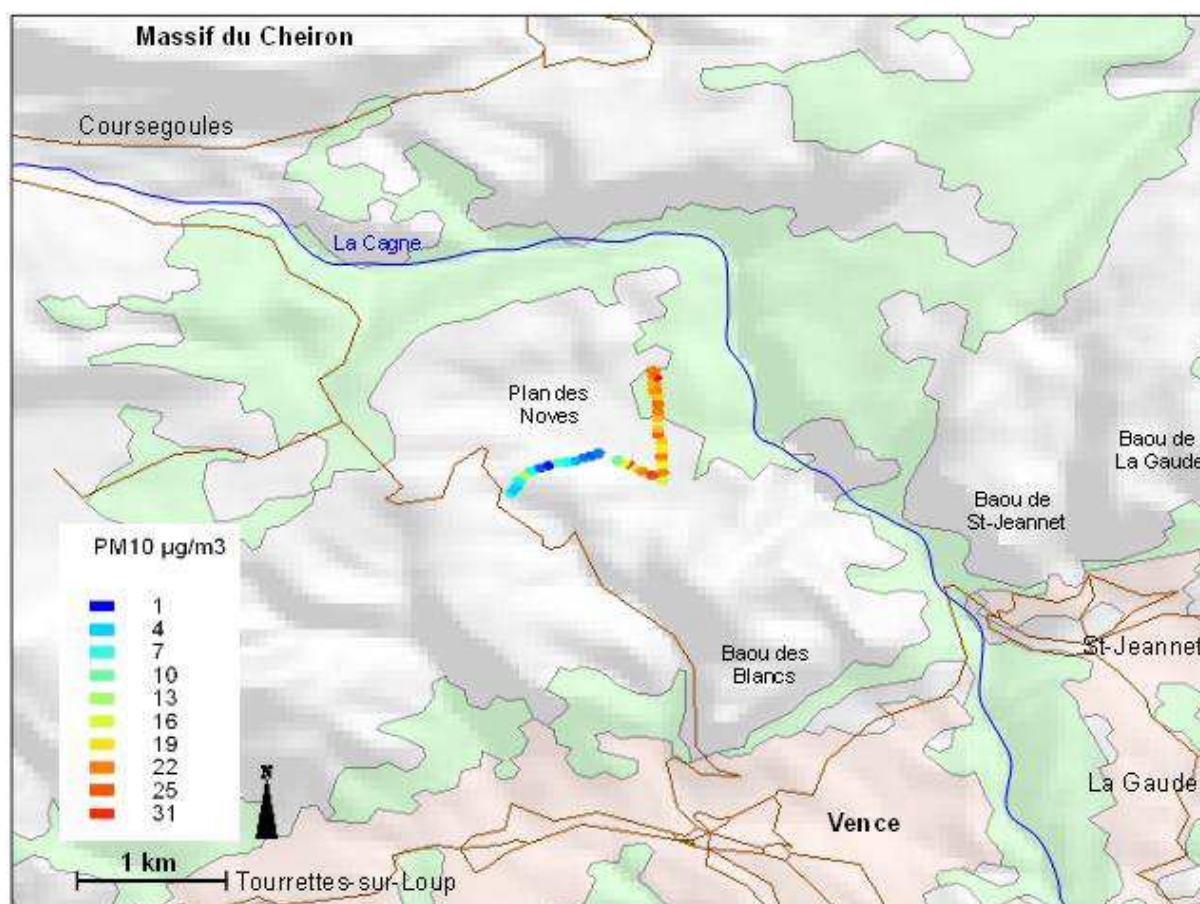 Massif du Cheiron
Coursegoules
La Cagne
Plan des
Noves
Baou de
La Gaude
Baou de
St-Jeannet
PM10 µg/m3
1
4
7
10
13
16
19
22
25
31
N
1 km
Baou des
Blancs
St-Jeannet
La Gaude
Vence
Tourrettes-sur-Loup